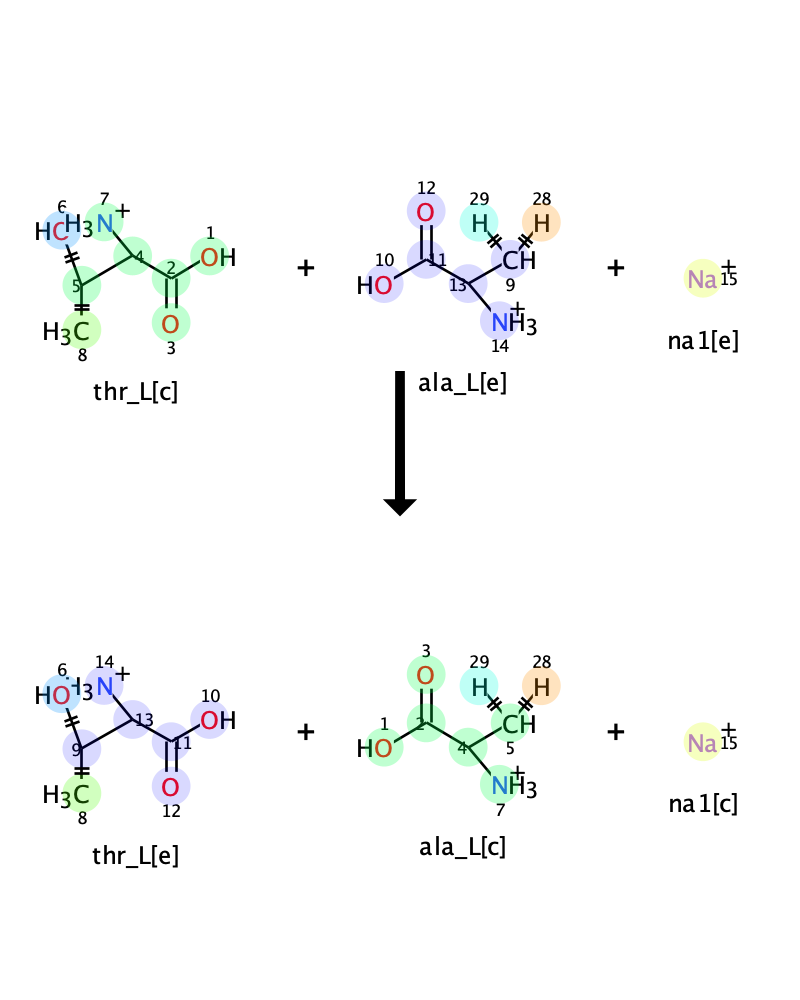 6 7 + 12 29 28
HO H3N 1 O H H
4 2 OH + 10 11 CH + Na + 15
5 HO 13 9
H3C O + NH3
8 3 14 na1[e]
thr_L[c] ala_L[e]
6 14 + 3 29 28
HO H3N 10 O H H
13 11 OH + 1 2 CH + Na + 15
9 HO 4 5
H3C O + NH3
8 12 7 na1[c]
thr_L[e] ala_L[c]